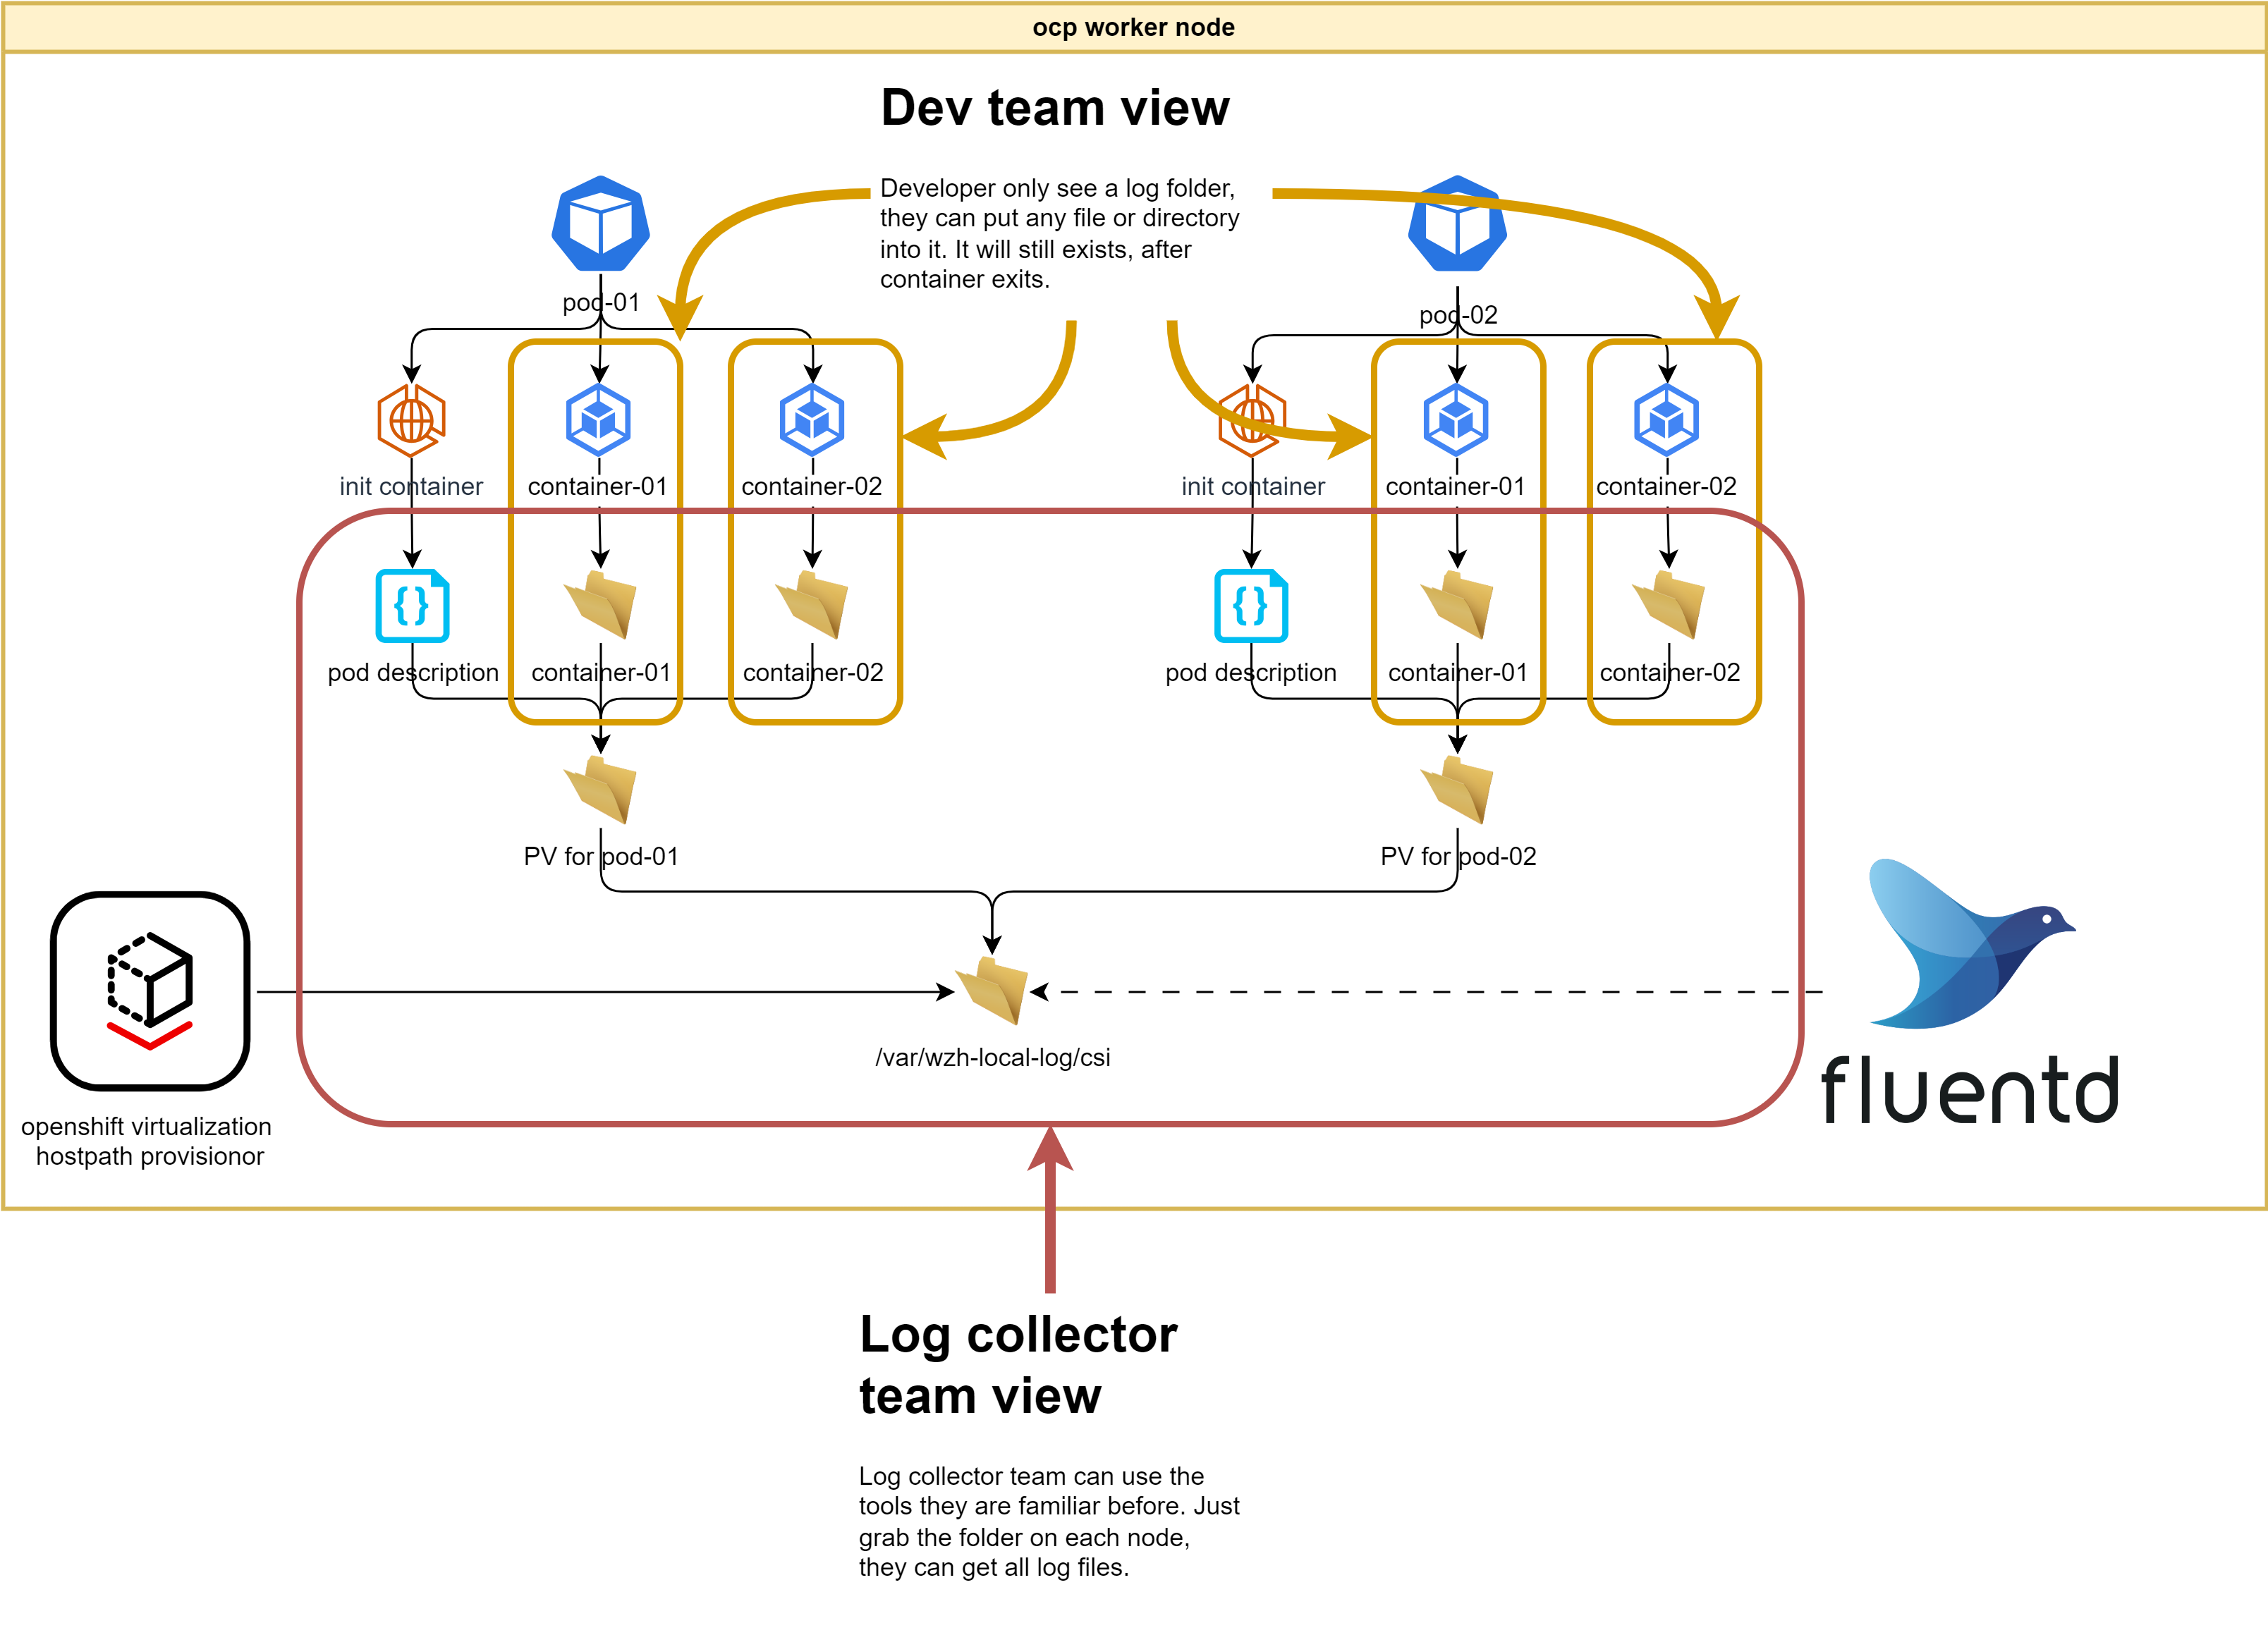 ocp worker node
Dev team view
Developer only see a log folder,
they can put any file or directory
into it. It will still exists, after
container exits.
pod-01
pod-02
init container
container-01
container-02
init container
container-01
container-02
pod description
container-01
container-02
pod description
container-01
container-02
PV for pod-01
PV for pod-02
/var/wzh-local-log/csi
openshift virtualization
hostpath provisionor
fluentd
Log collector
team view
Log collector team can use the
tools they are familiar before. Just
grab the folder on each node,
they can get all log files.